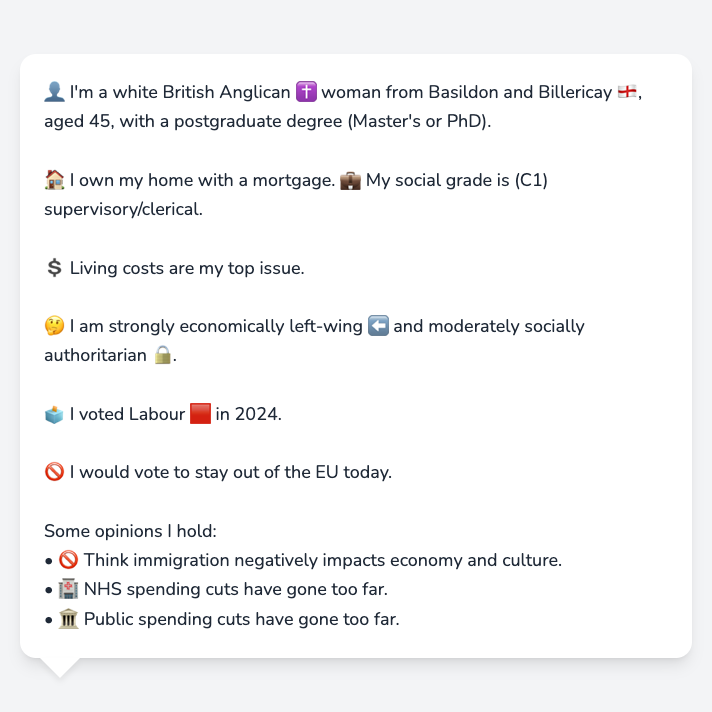 👤 I'm a white British Anglican ✝️ woman from Basildon and Billericay 🏴󠁧󠁢󠁥󠁮󠁧󠁿,
aged 45, with a postgraduate degree (Master's or PhD).
🏠 I own my home with a mortgage. 💼 My social grade is (C1)
supervisory/clerical.
💲 Living costs are my top issue.
🤔 I am strongly economically left-wing ⬅️ and moderately socially
authoritarian 🔒.
🗳️ I voted Labour 🟥 in 2024.
🚫 I would vote to stay out of the EU today.
Some opinions I hold:
• 🚫 Think immigration negatively impacts economy and culture.
• 🏥 NHS spending cuts have gone too far.
• 🏛️ Public spending cuts have gone too far.